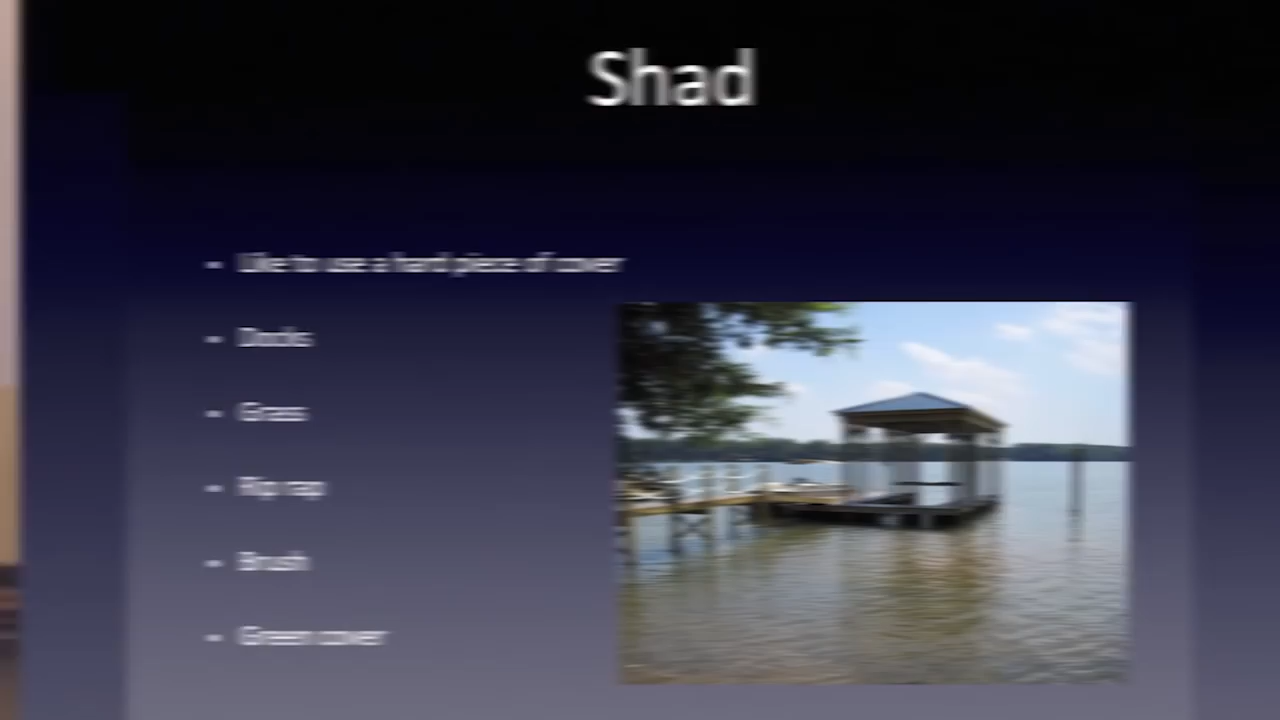 Shad
– Like to use a hard piece of cover
– Docks
– Grass
– Rip rap
– Brush
– Green cover